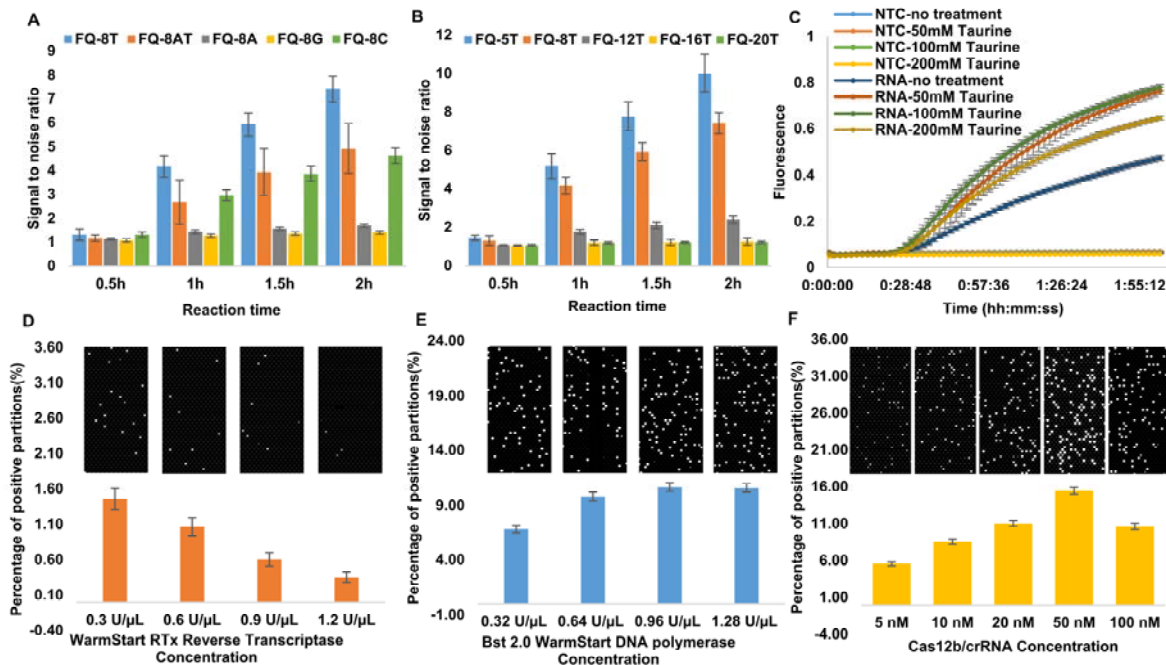 A
FQ-8T FQ-8AT FQ-8A FQ-8G FQ-8C
Signal to noise ratio
9
8
7
6
5
4
3
2
1
0
0.5h 1h 1.5h 2h
Reaction time
B
FQ-5T FQ-8T FQ-12T FQ-16T FQ-20T
Signal to noise ratio
12
10
8
6
4
2
0
0.5h 1h 1.5h 2h
Reaction time
C
NTC-no treatment
NTC-50mM Taurine
NTC-100mM Taurine
NTC-200mM Taurine
RNA-no treatment
RNA-50mM Taurine
RNA-100mM Taurine
RNA-200mM Taurine
Fluorescence
1
0.8
0.6
0.4
0.2
0
0:00:00 0:28:48 0:57:36 1:26:24 1:55:12
Time (hh:mm:ss)
D
Percentage of positive partitions(%)
3.60
3.10
2.60
2.10
1.60
1.10
0.60
0.10
-0.40
0.3 U/µL 0.6 U/µL 0.9 U/µL 1.2 U/µL
WarmStart RTx Reverse Transcriptase
Concentration
E
Percentage of positive partitions(%)
24.00
19.00
14.00
9.00
4.00
-1.00
0.32 U/µL 0.64 U/µL 0.96 U/µL 1.28 U/µL
Bst 2.0 WarmStart DNA polymerase
Concentration
F
Percentage of positive partitions(%)
36.00
31.00
26.00
21.00
16.00
11.00
6.00
1.00
-4.00
5 nM 10 nM 20 nM 50 nM 100 nM
Cas12b/crRNA Concentration